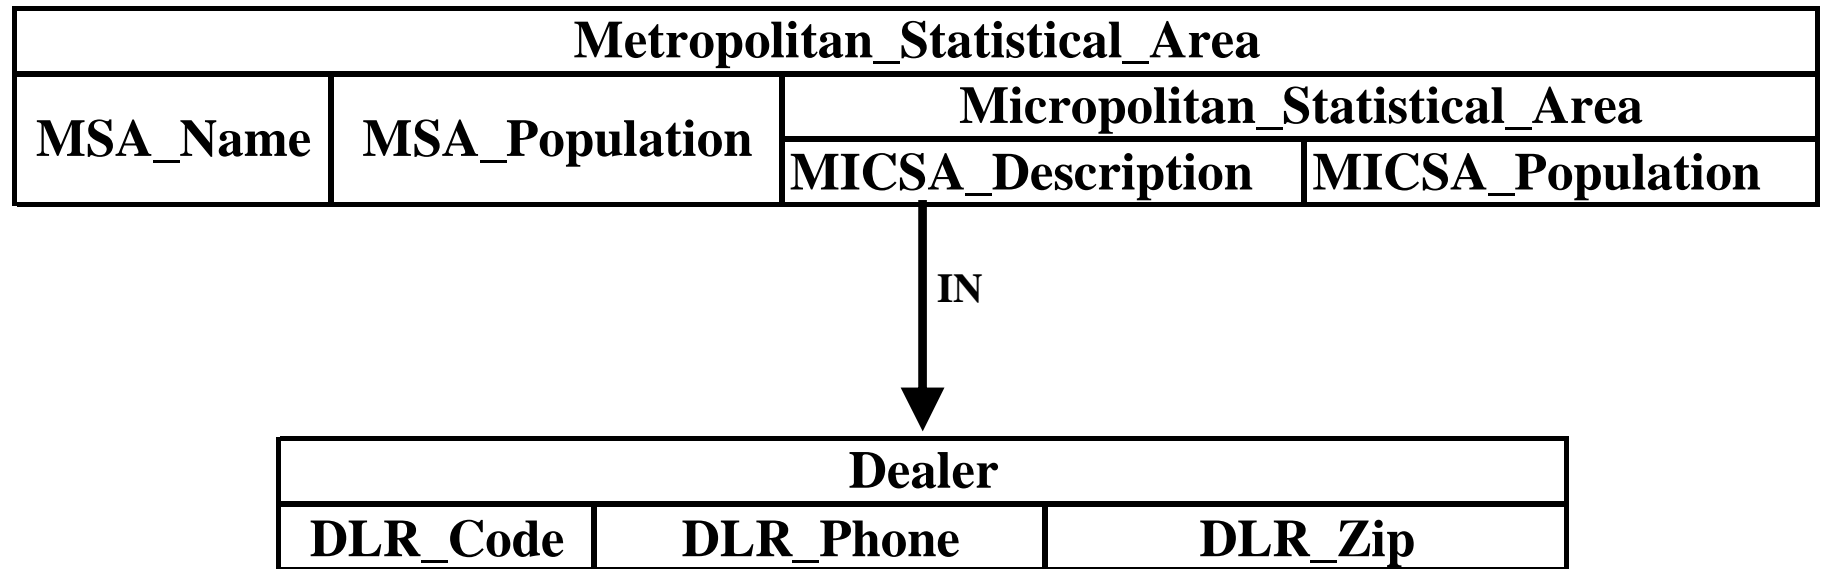 Metropolitan_Statistical_Area
MSA_Name MSA_Population
Micropolitan_Statistical_Area
MICSA_Description MICSA_Population
IN
Dealer
DLR_Code DLR_Phone DLR_Zip